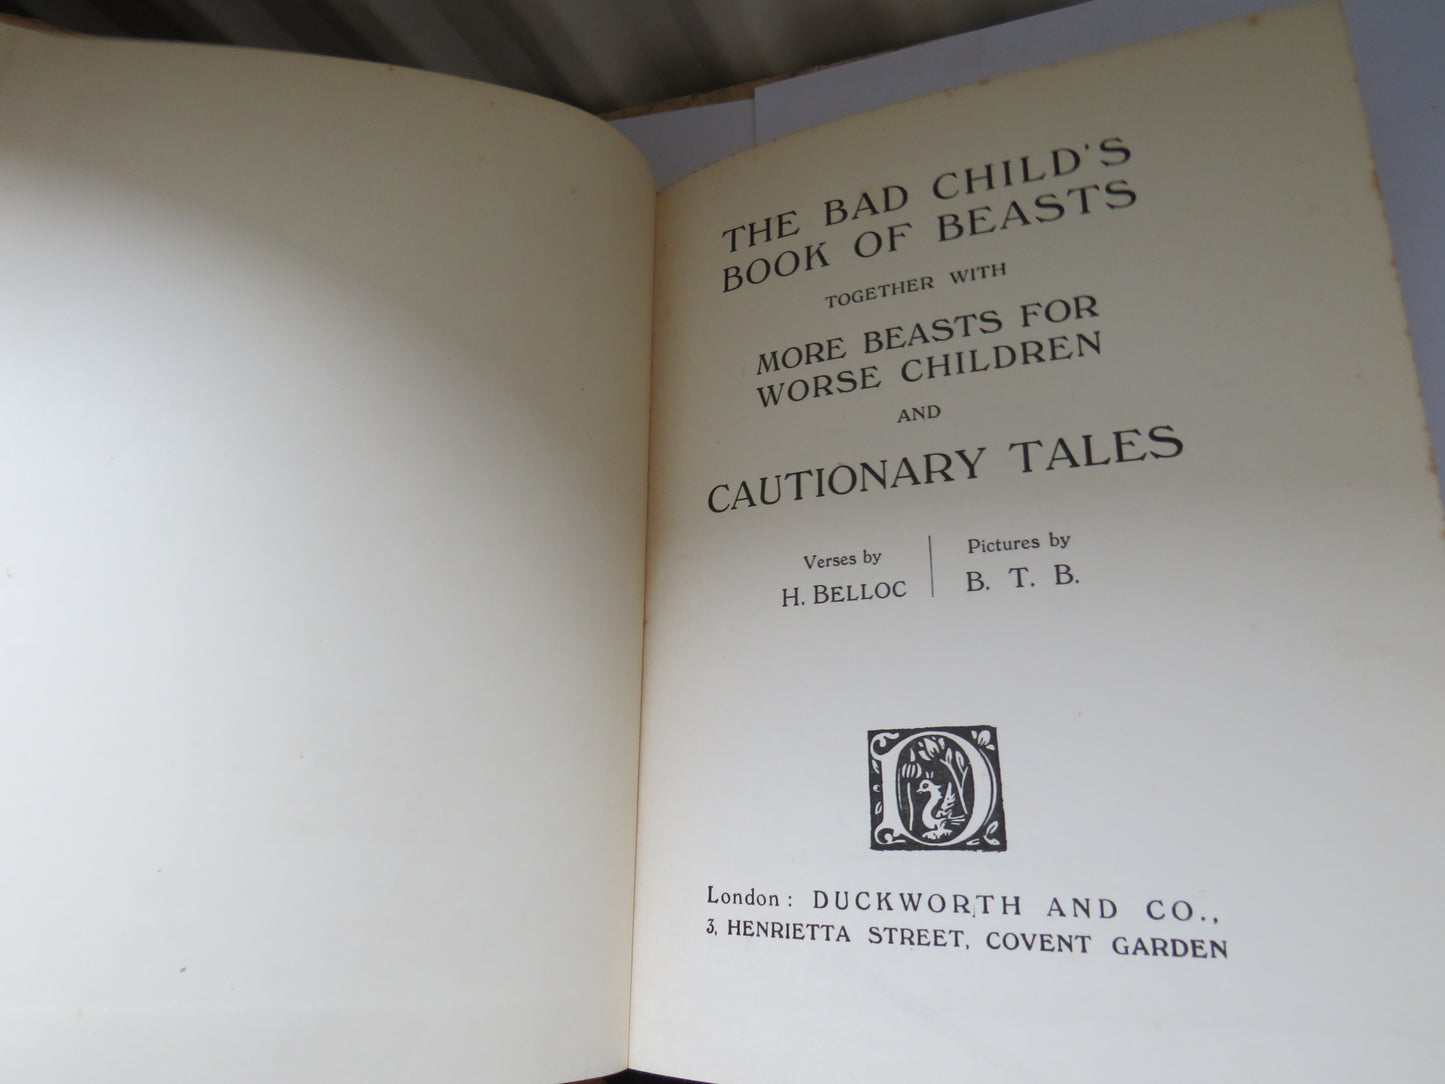 THE BAD CHILD'S
BOOK OF BEASTS
TOGETHER WITH
MORE BEASTS FOR
WORSE CHILDREN
AND
CAUTIONARY TALES
Verses by
H. BELLOC
Pictures by
B. T. B.
D
London: DUCKWORTH AND CO.,
3, HENRIETTA STREET, COVENT GARDEN